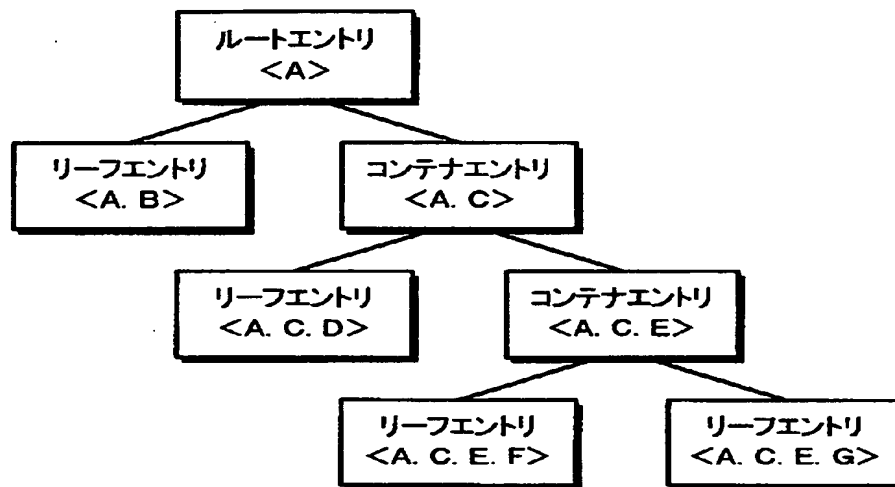 ルートエントリ
<A>
リーフエントリ
<A. B>
コンテナエントリ
<A. C>
リーフエントリ
<A. C. D>
コンテナエントリ
<A. C. E>
リーフエントリ
<A. C. E. F>
リーフエントリ
<A. C. E. G>